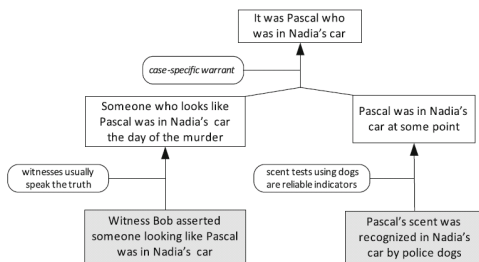 It was Pascal who
was in Nadia's car
case-specific warrant
Someone who looks like
Pascal was in Nadia's car
the day of the murder
Pascal was in Nadia's
car at some point
witnesses usually
speak the truth
scent tests using dogs
are reliable indicators
Witness Bob asserted
someone looking like Pascal
was in Nadia's car
Pascal's scent was
recognized in Nadia's
car by police dogs